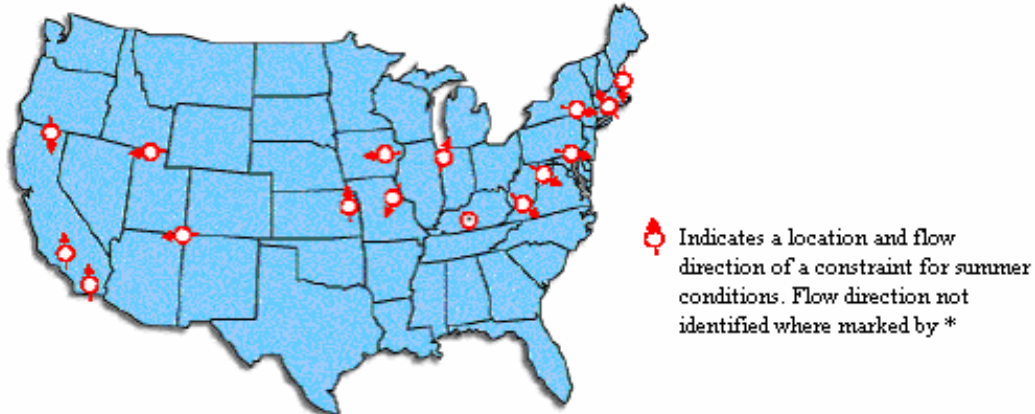 Indicates a location and flow
direction of a constraint for summer
conditions. Flow direction not
identified where marked by *